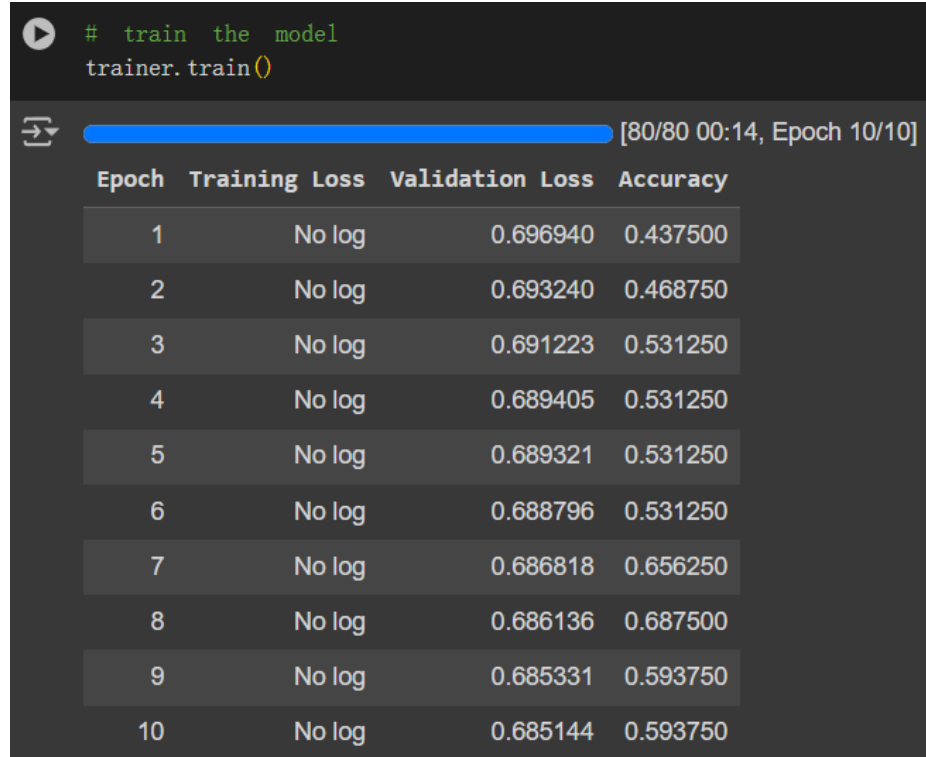 # train the model
trainer.train()
[80/80 00:14, Epoch 10/10]
Epoch Training Loss Validation Loss Accuracy
1 No log 0.696940 0.437500
2 No log 0.693240 0.468750
3 No log 0.691223 0.531250
4 No log 0.689405 0.531250
5 No log 0.689321 0.531250
6 No log 0.688796 0.531250
7 No log 0.686818 0.656250
8 No log 0.686136 0.687500
9 No log 0.685331 0.593750
10 No log 0.685144 0.593750